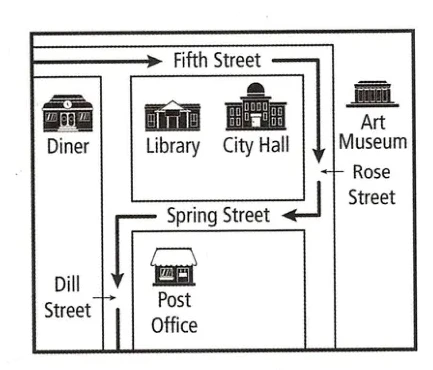 Fifth Street
Diner
Library
City Hall
Art
Museum
Rose
Street
Spring Street
Dill
Street
Post
Office